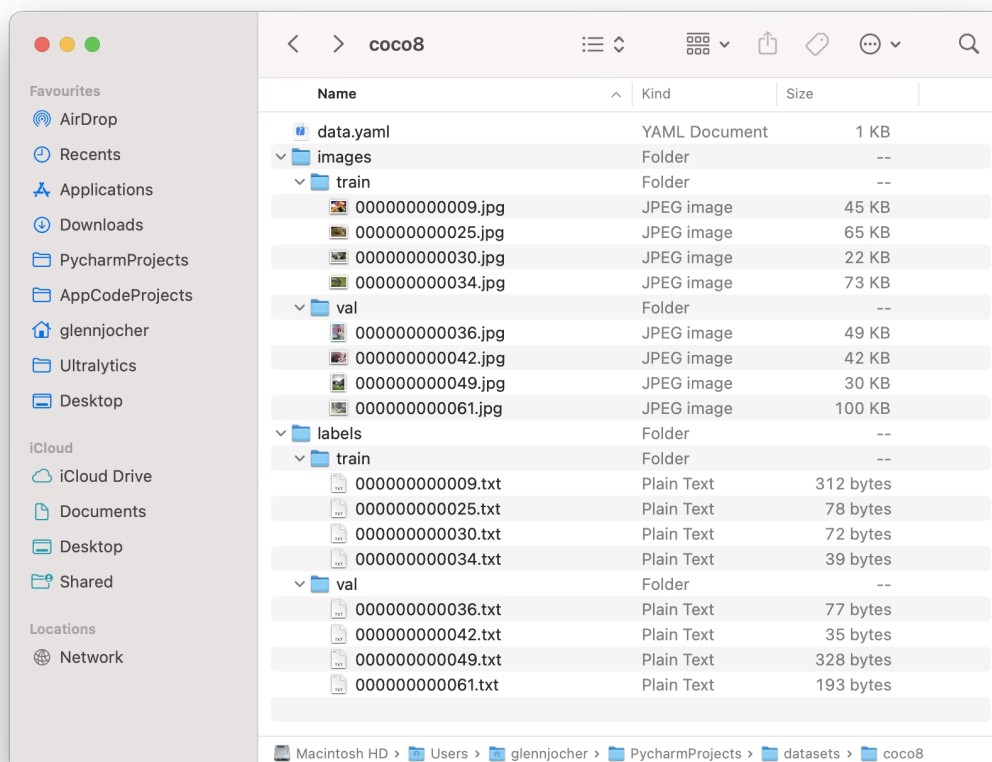 coco8
Favourites
AirDrop
Recents
Applications
Downloads
PycharmProjects
AppCodeProjects
glennjocher
Ultralytics
Desktop
iCloud
iCloud Drive
Documents
Desktop
Shared
Locations
Network
Name Kind Size
data.yaml YAML Document 1 KB
images Folder --
train Folder --
000000000009.jpg JPEG image 45 KB
000000000025.jpg JPEG image 65 KB
000000000030.jpg JPEG image 22 KB
000000000034.jpg JPEG image 73 KB
val Folder --
000000000036.jpg JPEG image 49 KB
000000000042.jpg JPEG image 42 KB
000000000049.jpg JPEG image 30 KB
000000000061.jpg JPEG image 100 KB
labels Folder --
train Folder --
000000000009.txt Plain Text 312 bytes
000000000025.txt Plain Text 78 bytes
000000000030.txt Plain Text 72 bytes
000000000034.txt Plain Text 39 bytes
val Folder --
000000000036.txt Plain Text 77 bytes
000000000042.txt Plain Text 35 bytes
000000000049.txt Plain Text 328 bytes
000000000061.txt Plain Text 193 bytes
Macintosh HD › Users › glennjocher › PycharmProjects › datasets › coco8